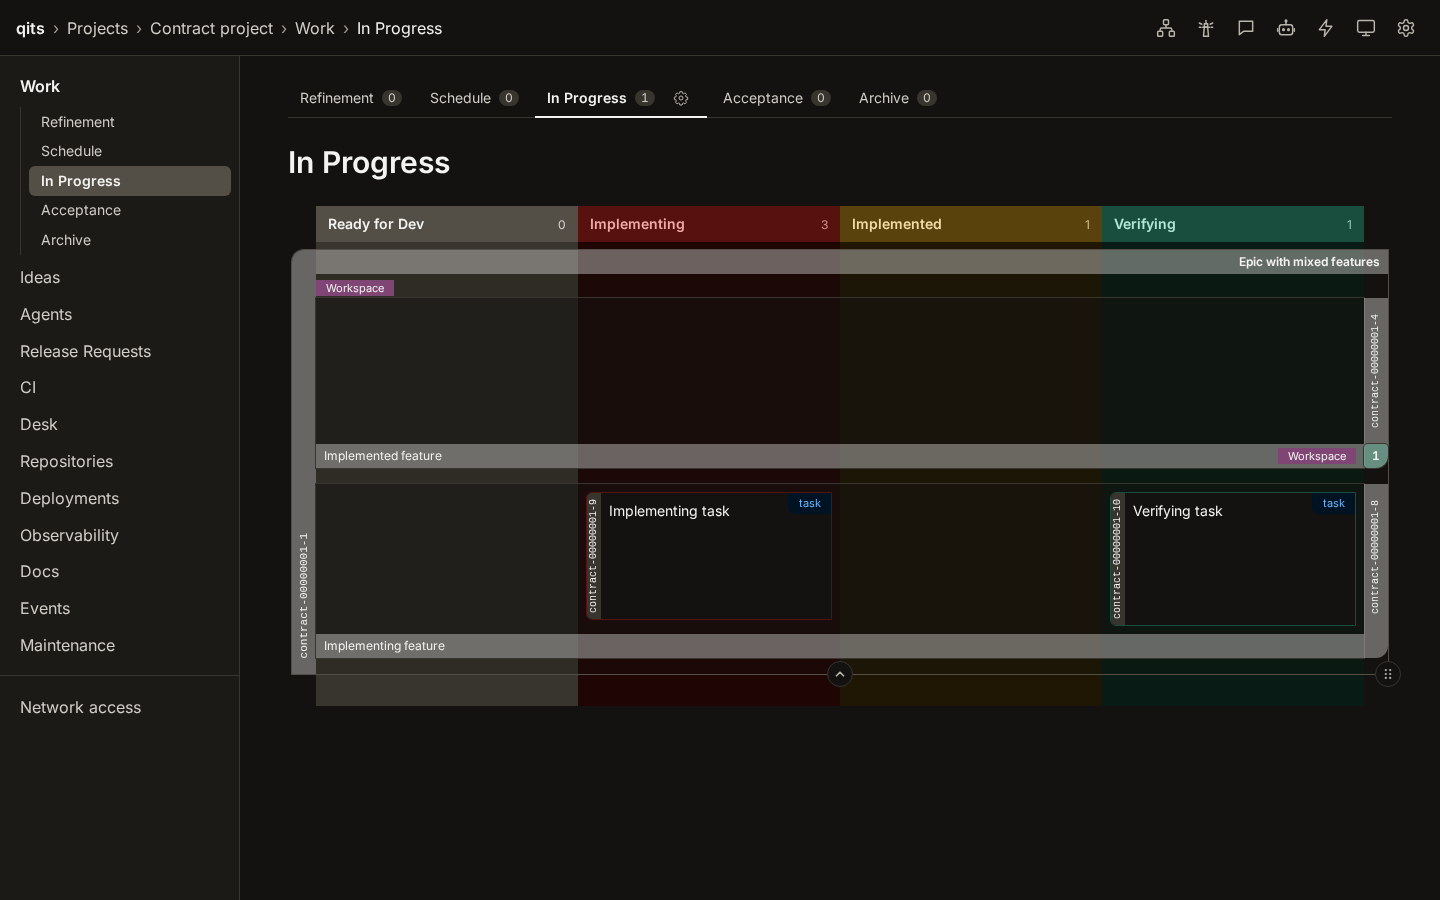 qits › Projects › Contract project › Work › In Progress
Work
Refinement
Schedule
In Progress
Acceptance
Archive
Ideas
Agents
Release Requests
CI
Desk
Repositories
Deployments
Observability
Docs
Events
Maintenance
Network access
Refinement 0 Schedule 0 In Progress 1 Acceptance 0 Archive 0
In Progress
Ready for Dev 0 Implementing 3 Implemented 1 Verifying 1
Epic with mixed features
Workspace
contract-00000001-4
Implemented feature Workspace 1
contract-00000001-1
contract-00000001-9
Implementing task task
contract-00000001-10
Verifying task task
contract-00000001-8
Implementing feature